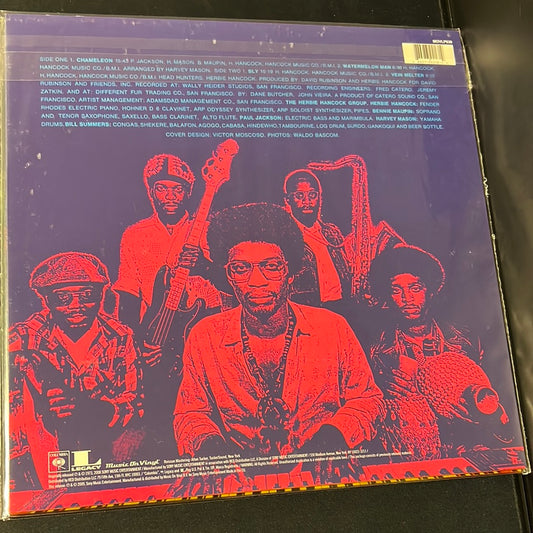 SIDE ONE 1. CHAMELEON 15:43 P. JACKSON, H. MASON, B. MAUPIN, H. HANCOCK, HANCOCK MUSIC CO./B.M.I. 2. WATERMELON MAN 6:30 H. HANCOCK,
HANCOCK MUSIC CO./B.M.I. ARRANGED BY HARVEY MASON. SIDE TWO 1. SLY 10:19 H. HANCOCK, HANCOCK MUSIC CO./B.M.I. 2. VEIN MELTER
H. HANCOCK, HANCOCK MUSIC CO./B.M.I. HEAD HUNTERS, HERBIE HANCOCK. PRODUCED BY: DAVID RUBINSON AND HERBIE HANCOCK FOR DAVID
RUBINSON AND FRIENDS, INC. RECORDED AT: WALLY HEIDER STUDIOS, SAN FRANCISCO. RECORDING ENGINEERS: FRED CATERO, JEREMY
ZATKIN, AND AT: DIFFERENT FUR TRADING CO., SAN FRANCISCO. BY: DANE BUTCHER, JOHN VIEIRA. A PRODUCT OF CATERO SOUND CO., SAN
FRANCISCO. ARTIST MANAGEMENT: ADAMSDAD MANAGEMENT CO., SAN FRANCISCO. THE HERBIE HANCOCK GROUP. HERBIE HANCOCK: FENDER
RHODES ELECTRIC PIANO, HOHNER D6 CLAVINET, ARP ODYSSEY SYNTHESIZER, ARP SOLOIST SYNTHESIZER, PIPES. BENNIE MAUPIN: SOPRANO
AND TENOR SAXOPHONE, SAXELLO, BASS CLARINET, ALTO FLUTE. PAUL JACKSON: ELECTRIC BASS AND MARIMBULA. HARVEY MASON: YAMAHA
DRUMS. BILL SUMMERS: CONGAS, SHEKERE, BALAFON, AGOGO, CABASA, HINDEWHO, TAMBOURINE, LOG DRUM, SURDO, GANKOQUI AND BEER BOTTLE.
COVER DESIGN: VICTOR MOSCOSO. PHOTOS: WALDO BASCOM.
COLUMBIA
LEGACY
Music On Vinyl